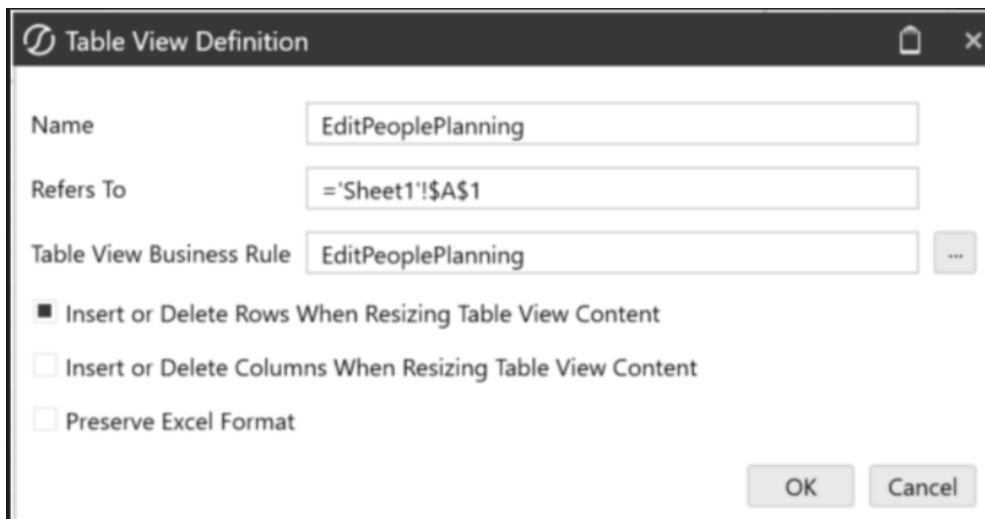 Table View Definition
Name EditPeoplePlanning
Refers To ='Sheet1'!$A$1
Table View Business Rule EditPeoplePlanning ...
Insert or Delete Rows When Resizing Table View Content
Insert or Delete Columns When Resizing Table View Content
Preserve Excel Format
OK Cancel